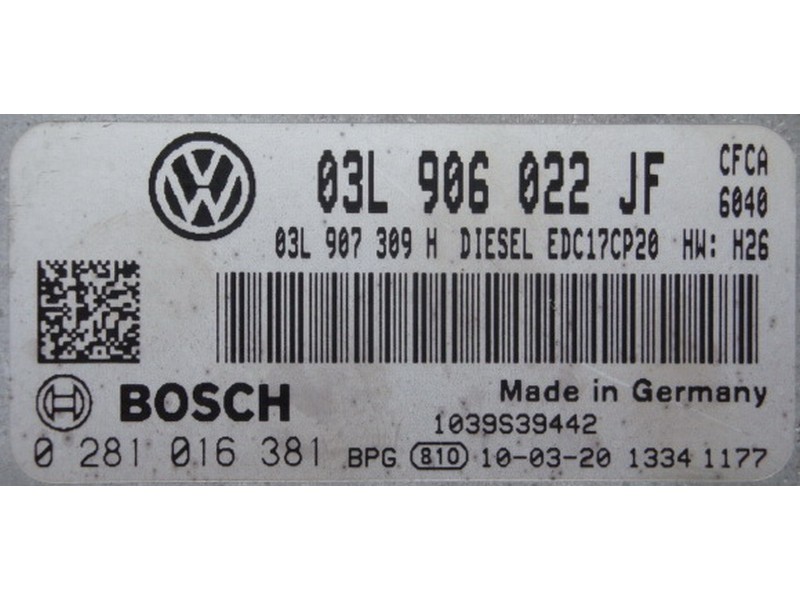 03L 906 022 JF CFCA
6040
03L 907 309 H DIESEL EDC17CP20 HW: H26
BOSCH Made in Germany
1039S39442
0 281 016 381 BPG 810 10-03-20 1334 1177